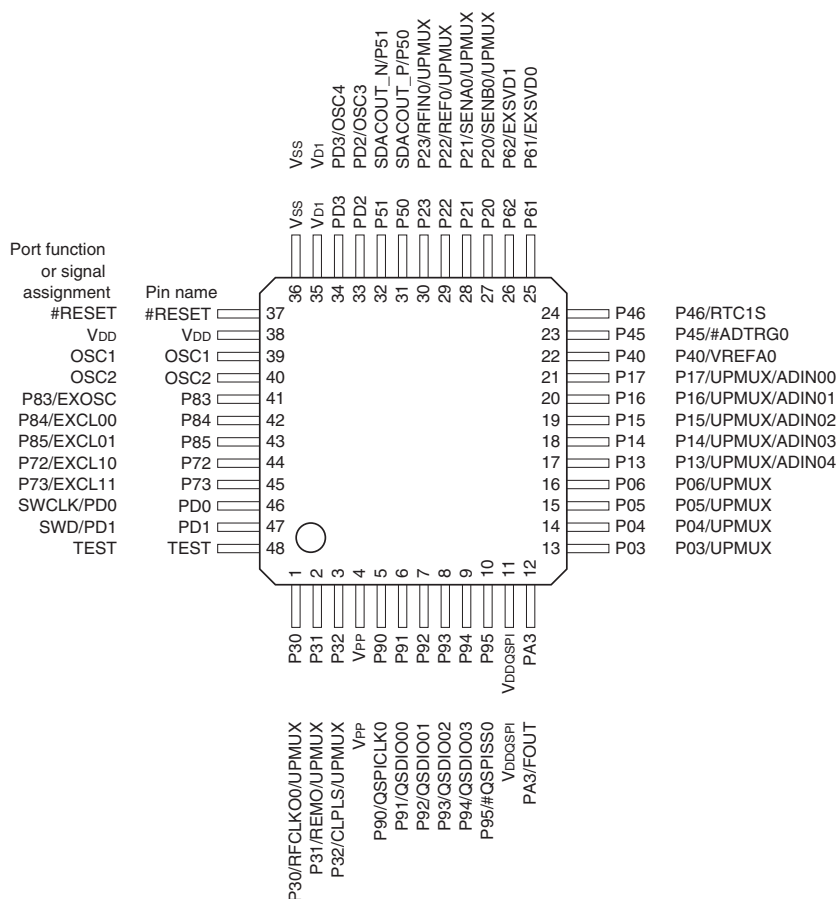 VSS
VD1
PD3/OSC4
PD2/OSC3
SDACOUT_N/P51
SDACOUT_P/P50
P23/RFIN0/UPMUX
P22/REF0/UPMUX
P21/SENA0/UPMUX
P20/SENB0/UPMUX
P62/EXSVD1
P61/EXSVD0
VSS
VD1
PD3
PD2
P51
P50
P23
P22
P21
P20
P62
P61
36
35
34
33
32
31
30
29
28
27
26
25
Port function
or signal
assignment Pin name
#RESET #RESET 37 24 P46 P46/RTC1S
VDD VDD 38 23 P45 P45/#ADTRG0
OSC1 OSC1 39 22 P40 P40/VREFA0
OSC2 OSC2 40 21 P17 P17/UPMUX/ADIN00
P83/EXOSC P83 41 20 P16 P16/UPMUX/ADIN01
P84/EXCL00 P84 42 19 P15 P15/UPMUX/ADIN02
P85/EXCL01 P85 43 18 P14 P14/UPMUX/ADIN03
P72/EXCL10 P72 44 17 P13 P13/UPMUX/ADIN04
P73/EXCL11 P73 45 16 P06 P06/UPMUX
SWCLK/PD0 PD0 46 15 P05 P05/UPMUX
SWD/PD1 PD1 47 14 P04 P04/UPMUX
TEST TEST 48 13 P03 P03/UPMUX
1
2
3
4
5
6
7
8
9
10
11
12
P30
P31
P32
VPP
P90
P91
P92
P93
P94
P95
VDDQSPI
PA3
P30/RFCLKO0/UPMUX
P31/REMO/UPMUX
P32/CLPLS/UPMUX
VPP
P90/QSPICLK0
P91/QSDIO00
P92/QSDIO01
P93/QSDIO02
P94/QSDIO03
P95/#QSPISS0
VDDQSPI
PA3/FOUT